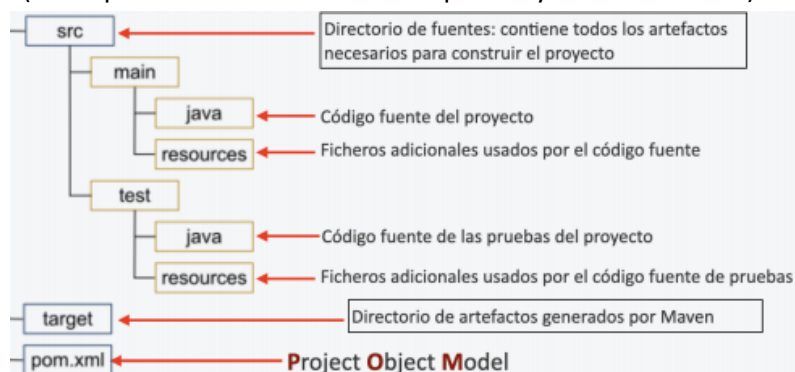 src
Directorio de fuentes: contiene todos los artefactos
necesarios para construir el proyecto
main
java
Código fuente del proyecto
resources
Ficheros adicionales usados por el código fuente
test
java
Código fuente de las pruebas del proyecto
resources
Ficheros adicionales usados por el código fuente de pruebas
target
Directorio de artefactos generados por Maven
pom.xml
Project Object Model